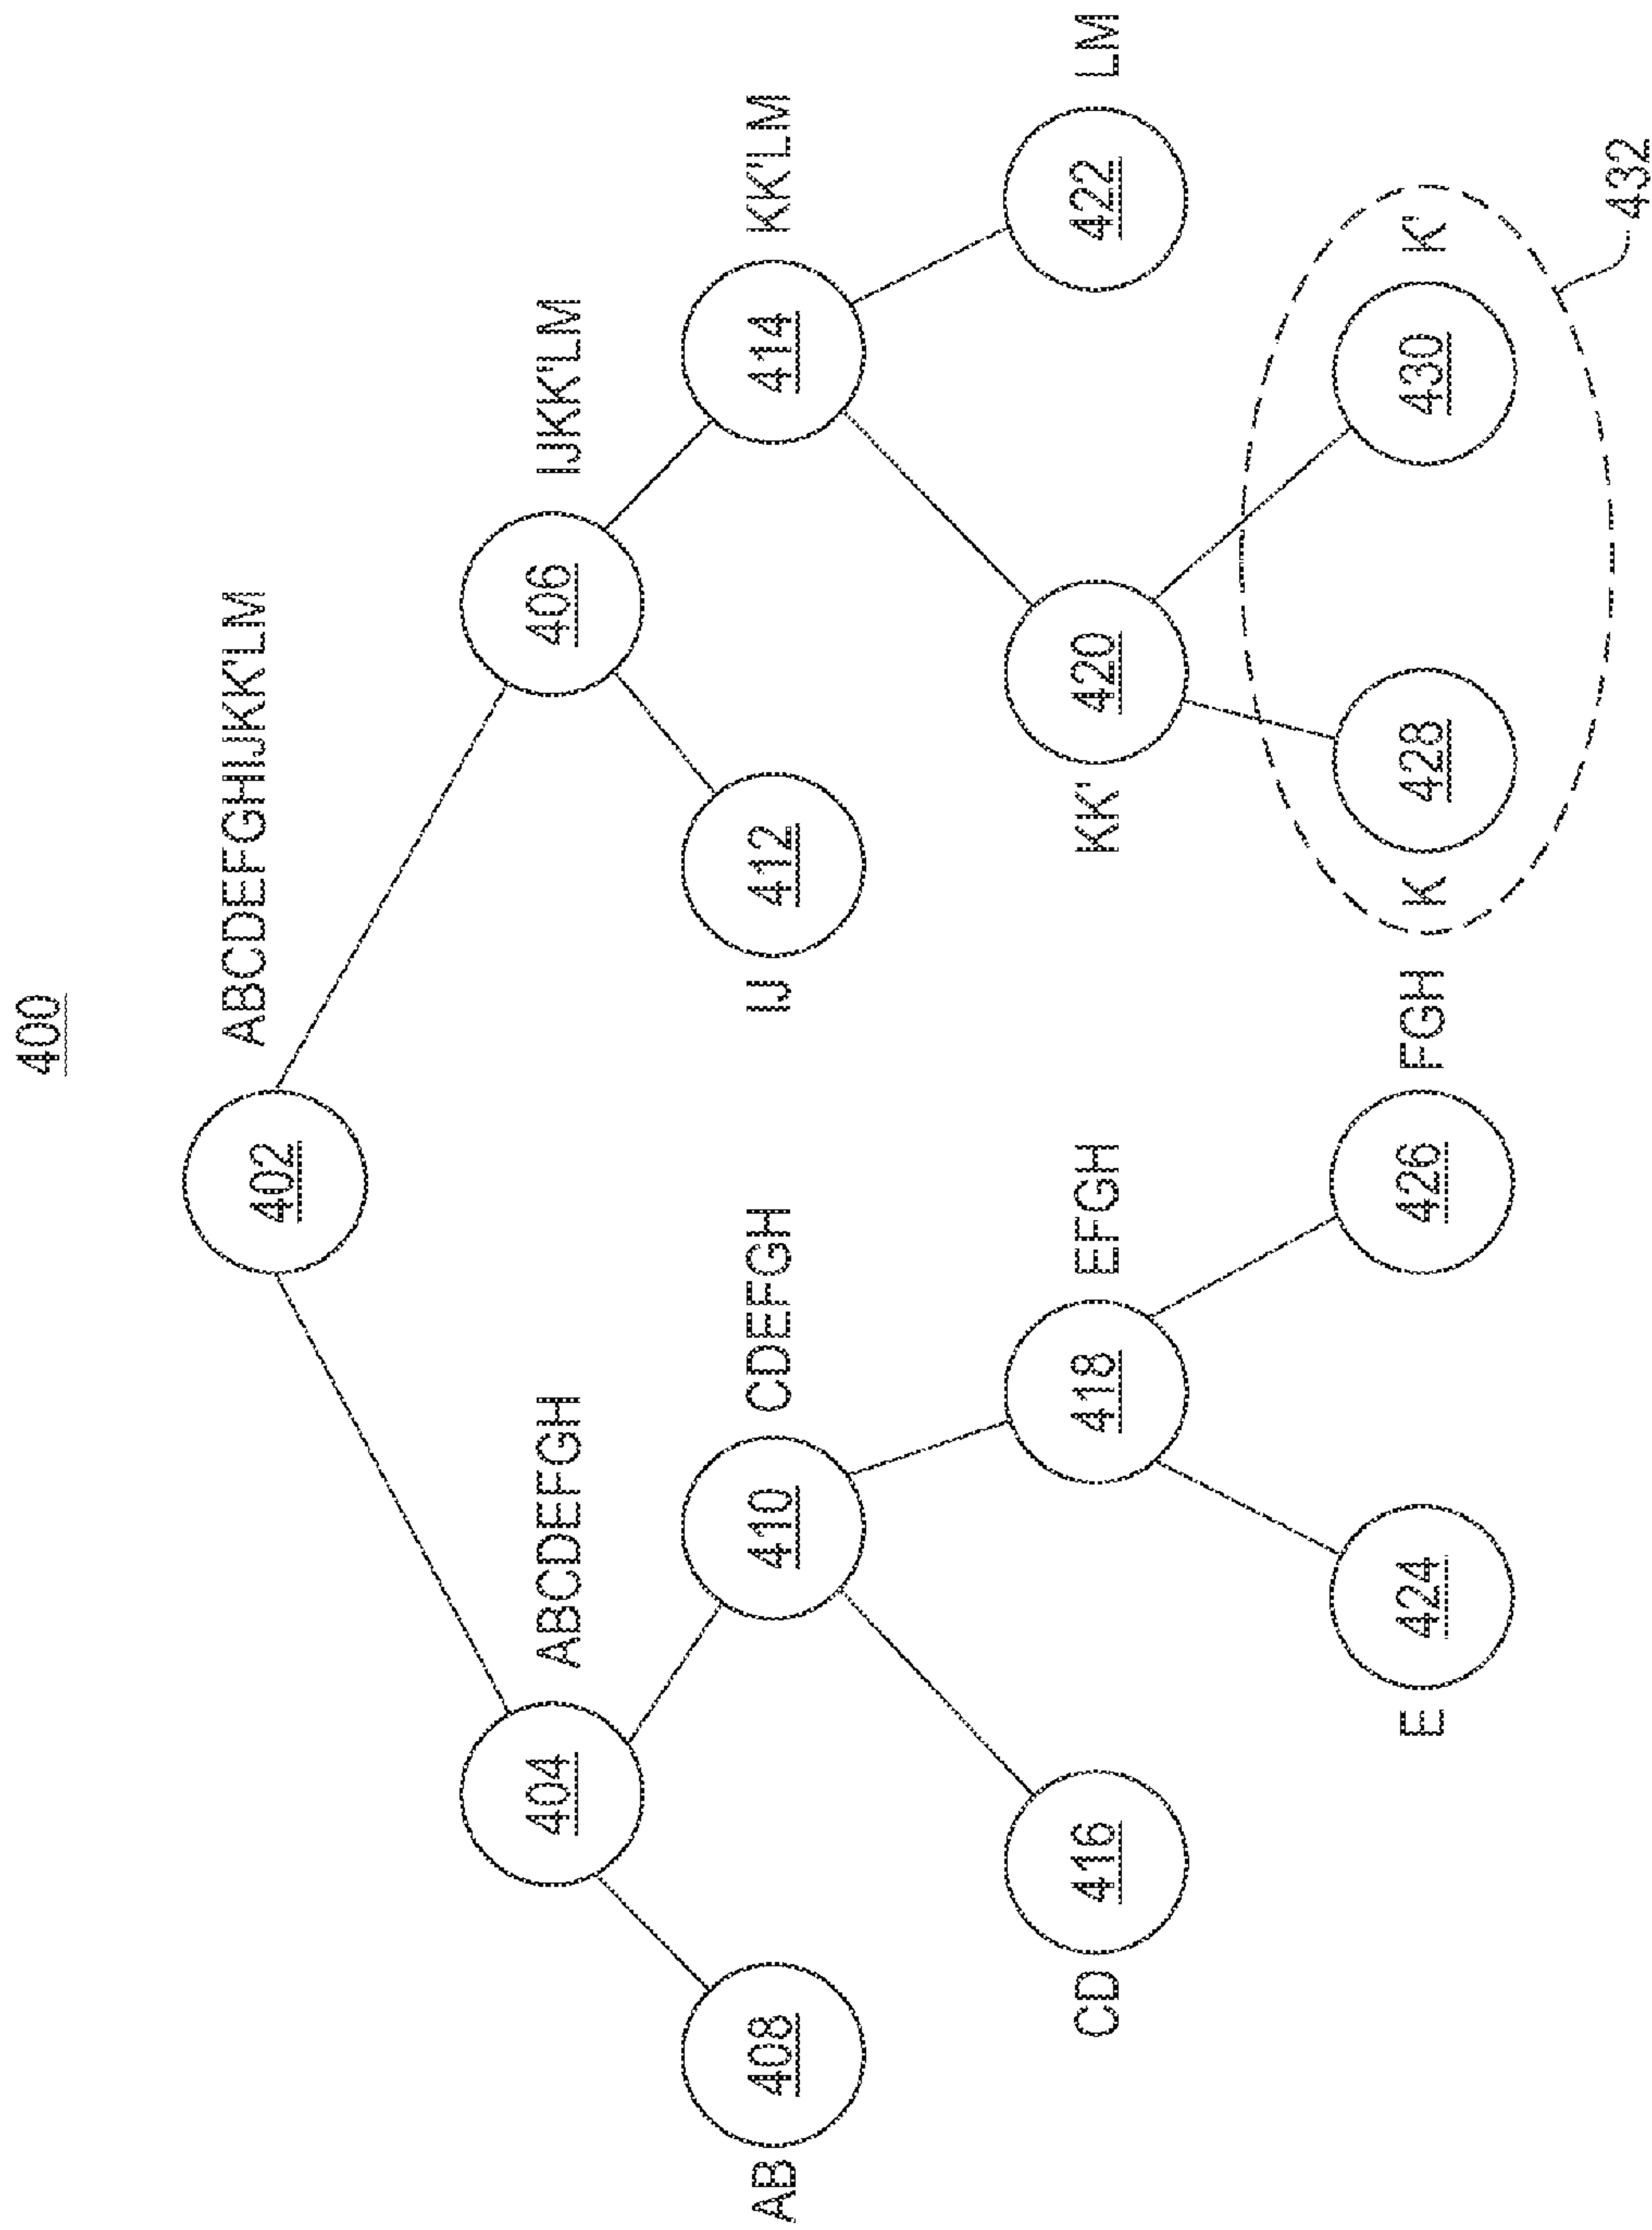 400
402 ABCDEFGHIJKK'LM
404 ABCDEFGH
406 IJKK'LM
AB 408
410 CDEFGH
IJ 412
414 KK'LM
CD 416
418 EFGH
KK' 420
422 LM
E 424
426 FGH
K 428
430 K'
432